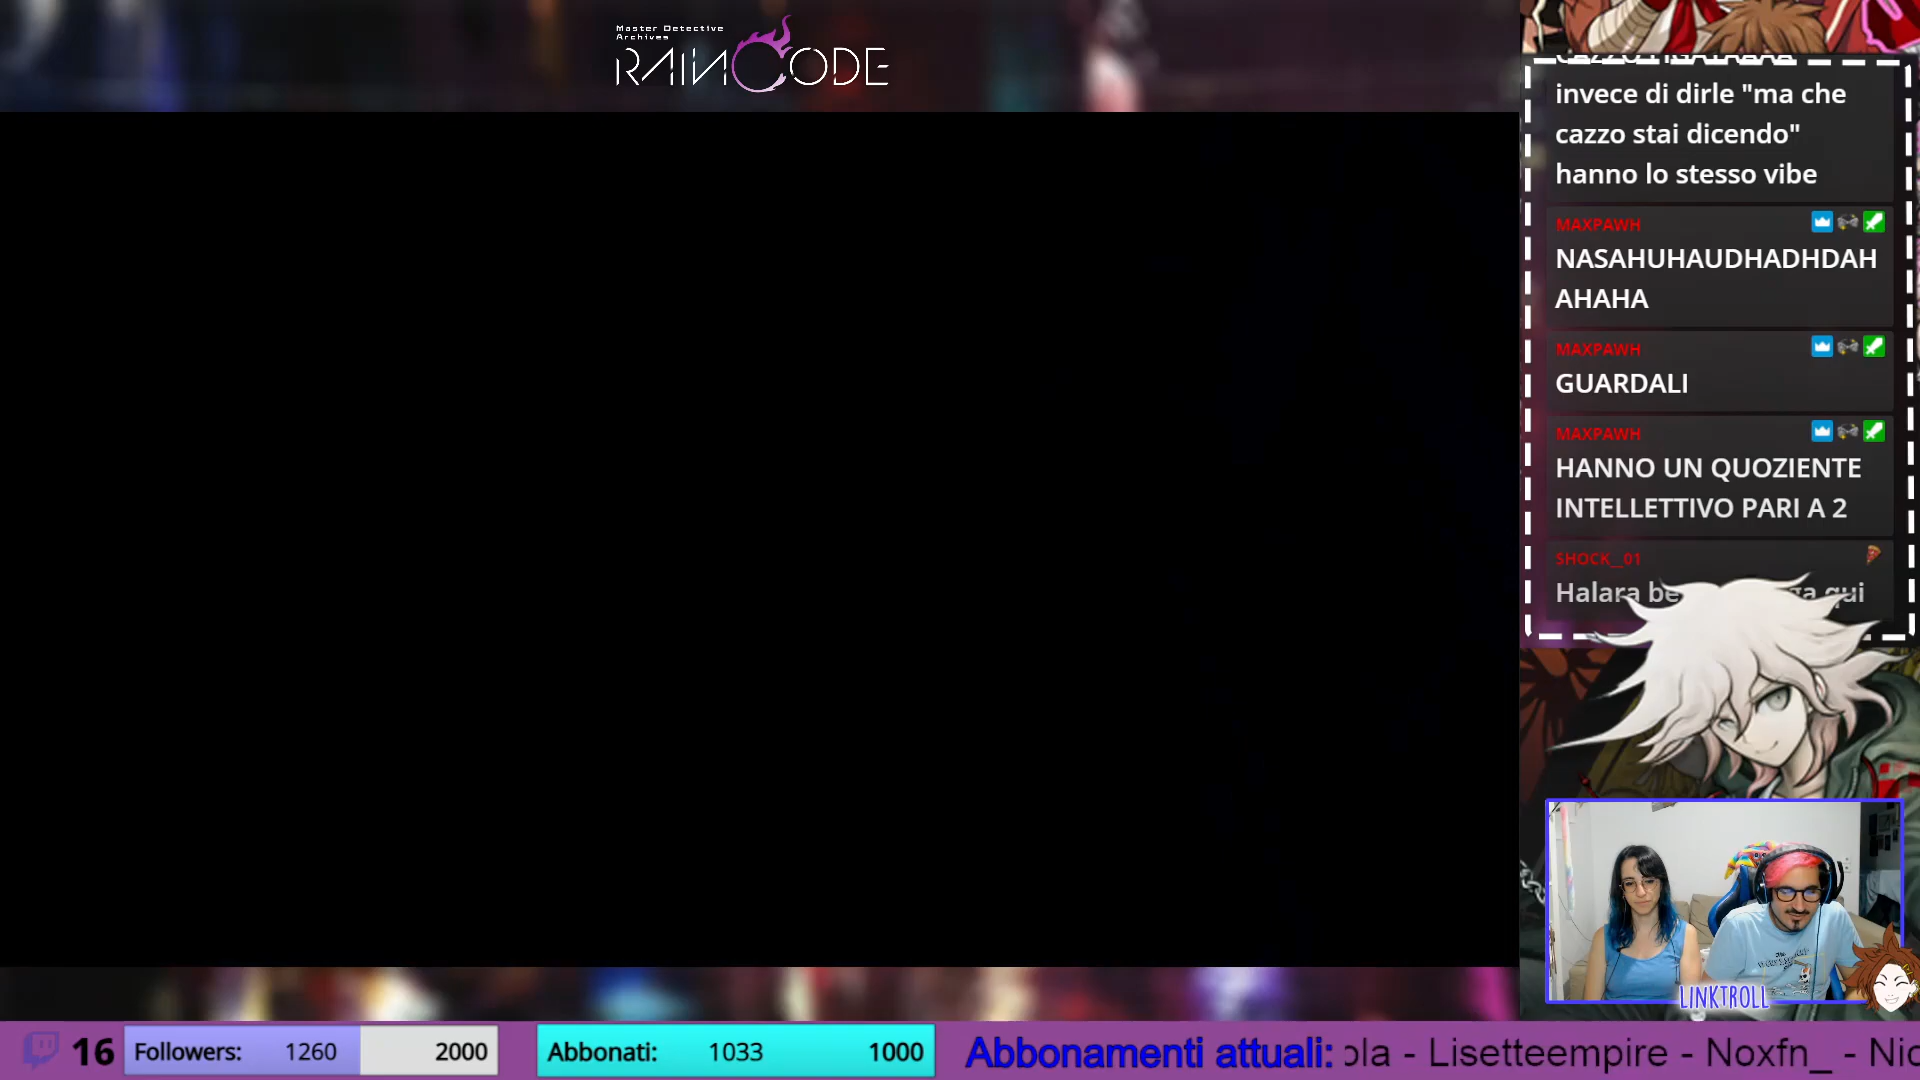 Master Detective
Archives
RAINCODE
invece di dirle "ma che
cazzo stai dicendo"
hanno lo stesso vibe
MAXPAWH
NASAHUHAUDHADHDAH
AHAHA
MAXPAWH
GUARDALI
MAXPAWH
HANNO UN QUOZIENTE
INTELLETTIVO PARI A 2
SHOCK__01
Halara qui
LINKTROLL
16 Followers: 1260 2000 Abbonati: 1033 1000 Abbonamenti attuali: - Lisetteempire - Noxfn_ -